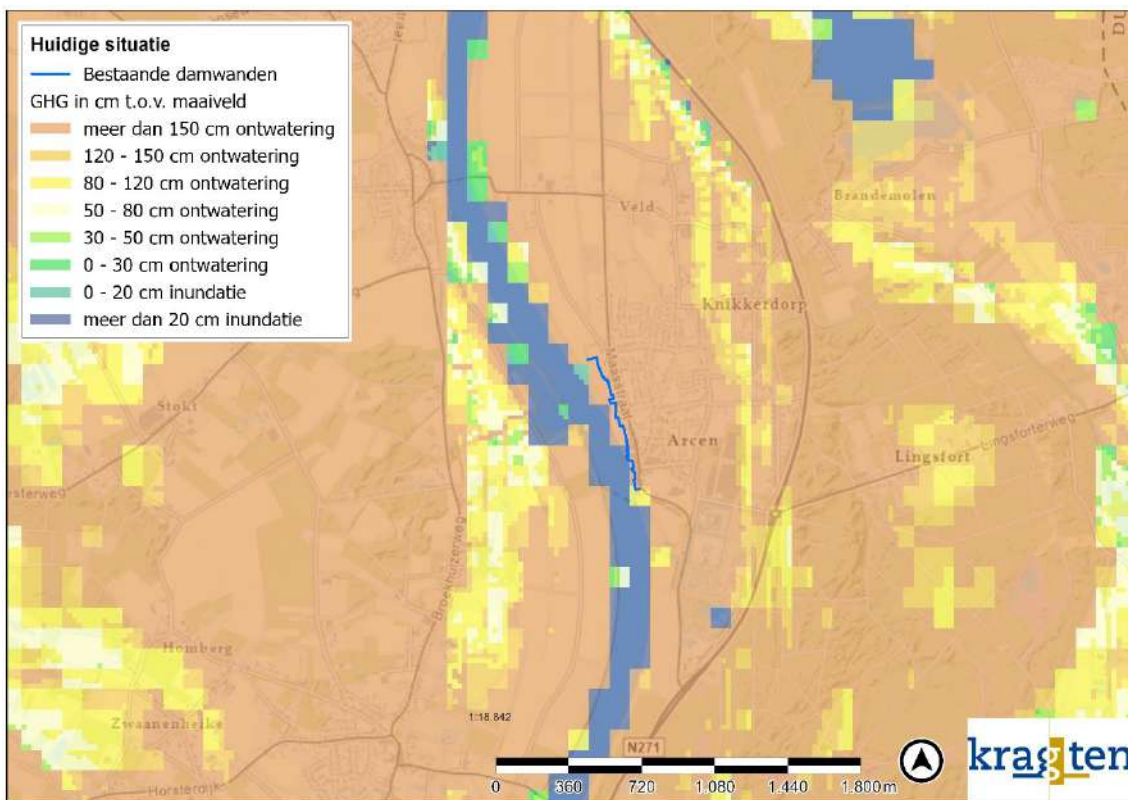 Huidige situatie
Bestaande damwanden
GHG in cm t.o.v. maaiveld
meer dan 150 cm ontwatering
120 - 150 cm ontwatering
80 - 120 cm ontwatering
50 - 80 cm ontwatering
30 - 50 cm ontwatering
0 - 30 cm ontwatering
0 - 20 cm inundatie
meer dan 20 cm inundatie
Veld
Brandemolen
Knikkerdorp
Maasstraat
Stokt
Arcen
Lingsfort
Lingsforterweg
Broekhuizerweg
Homberg
Zwaanenheike
Horsterdijk
1:18.842
N271
0 360 720 1.080 1.440 1.800 m
kragten